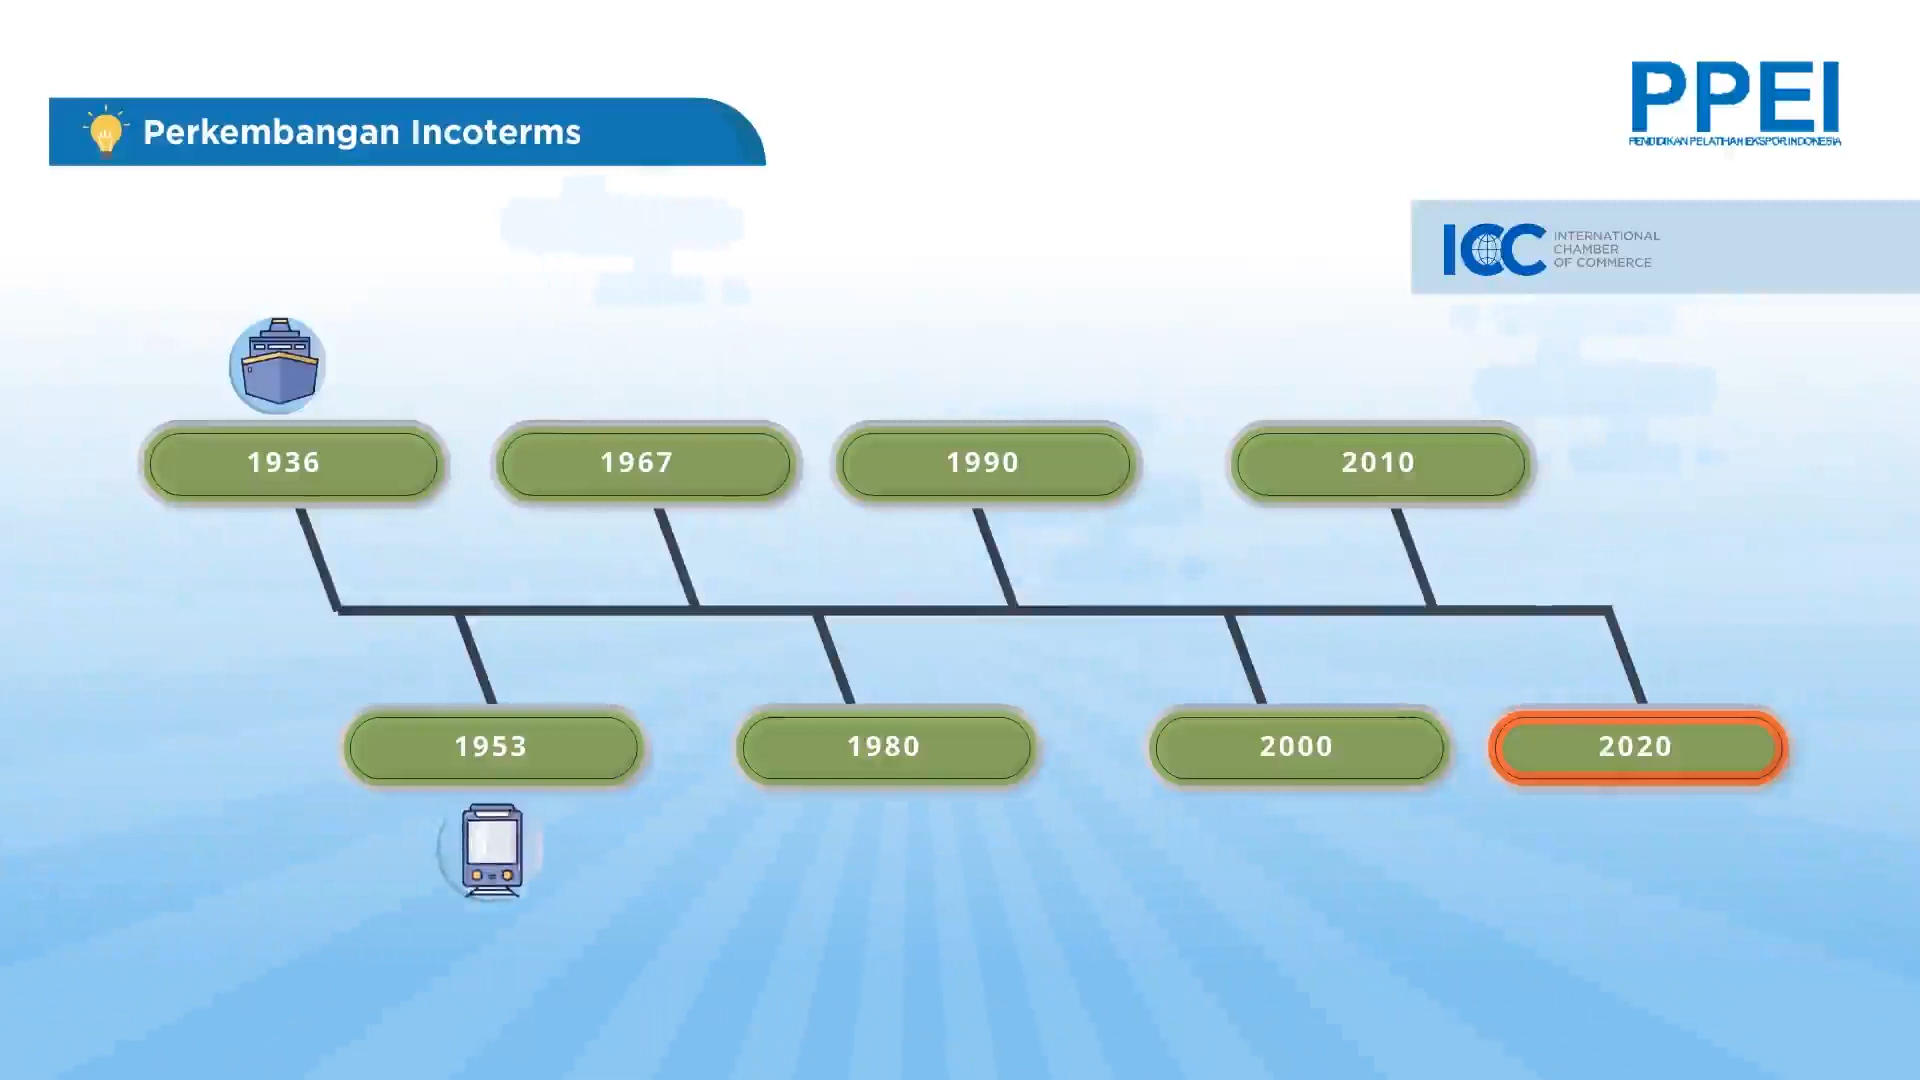 Perkembangan Incoterms
PPEI
PENDIDIKAN PELATIHAN EKSPOR INDONESIA
ICC
INTERNATIONAL
CHAMBER
OF COMMERCE
1936
1967
1990
2010
1953
1980
2000
2020